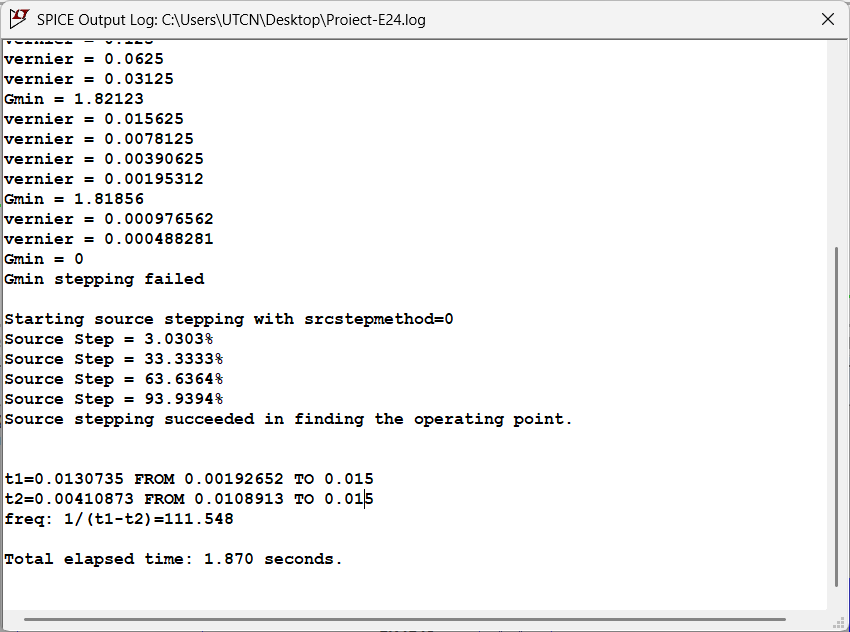 SPICE Output Log: C:\Users\UTCN\Desktop\Proiect-E24.log
vernier = 0.125
vernier = 0.0625
vernier = 0.03125
Gmin = 1.82123
vernier = 0.015625
vernier = 0.0078125
vernier = 0.00390625
vernier = 0.00195312
Gmin = 1.81856
vernier = 0.000976562
vernier = 0.000488281
Gmin = 0
Gmin stepping failed
Starting source stepping with srcstepmethod=0
Source Step = 3.0303%
Source Step = 33.3333%
Source Step = 63.6364%
Source Step = 93.9394%
Source stepping succeeded in finding the operating point.
t1=0.0130735 FROM 0.00192652 TO 0.015
t2=0.00410873 FROM 0.0108913 TO 0.015
freq: 1/(t1-t2)=111.548
Total elapsed time: 1.870 seconds.